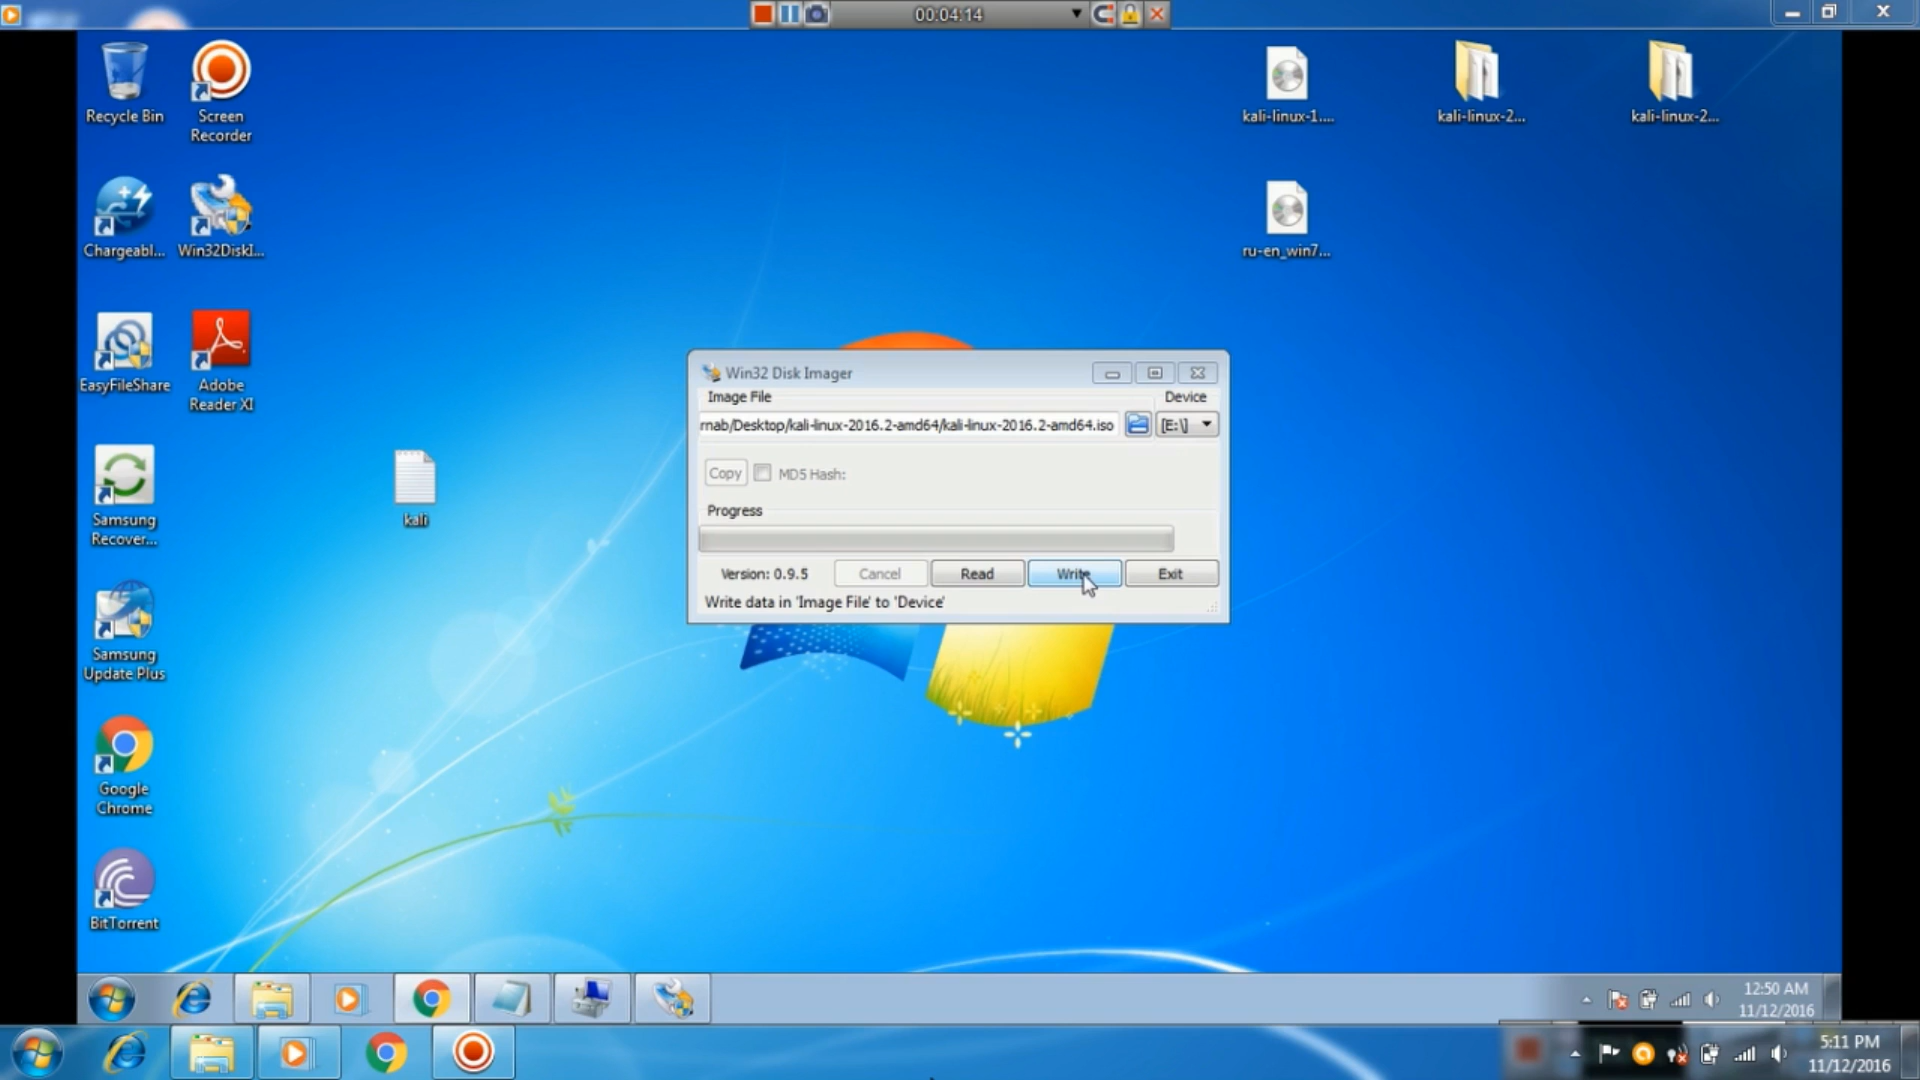 00:04:14
Recycle Bin
Screen
Recorder
kali-linux-1....
kali-linux-2...
kali-linux-2...
Chargeabl...
Win32DiskI...
ru-en_win7...
EasyFileShare
Adobe
Reader XI
Win32 Disk Imager
Image File
Device
rnab/Desktop/kali-linux-2016.2-amd64/kali-linux-2016.2-amd64.iso
[E:\]
Copy
MD5 Hash:
Progress
Version: 0.9.5
Cancel
Read
Write
Exit
Write data in 'Image File' to 'Device'
Samsung
Recover...
kali
Samsung
Update Plus
Google
Chrome
BitTorrent
12:50 AM
11/12/2016
5:11 PM
11/12/2016